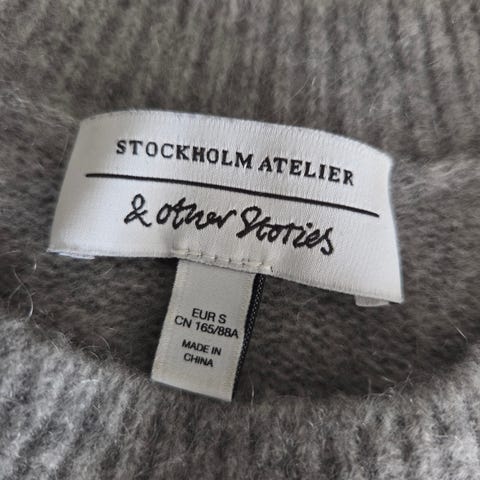 STOCKHOLM ATELIER
& other Stories
EUR S
CN 165/88A
MADE IN
CHINA